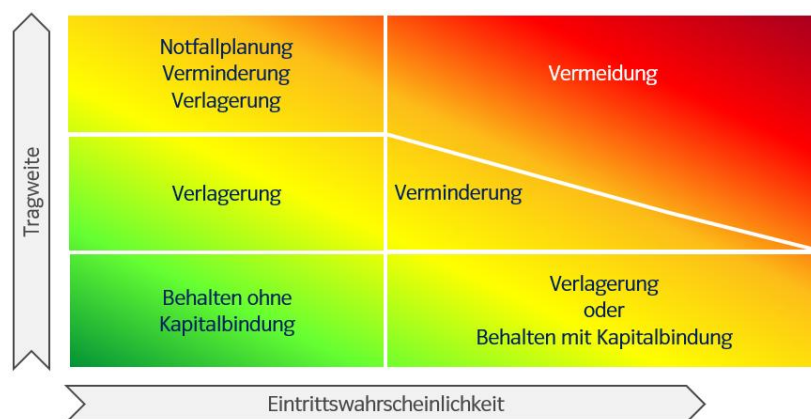 Notfallplanung
Verminderung
Verlagerung
Vermeidung
Verlagerung
Verminderung
Behalten ohne
Kapitalbindung
Verlagerung
oder
Behalten mit Kapitalbindung
Tragweite
Eintrittswahrscheinlichkeit